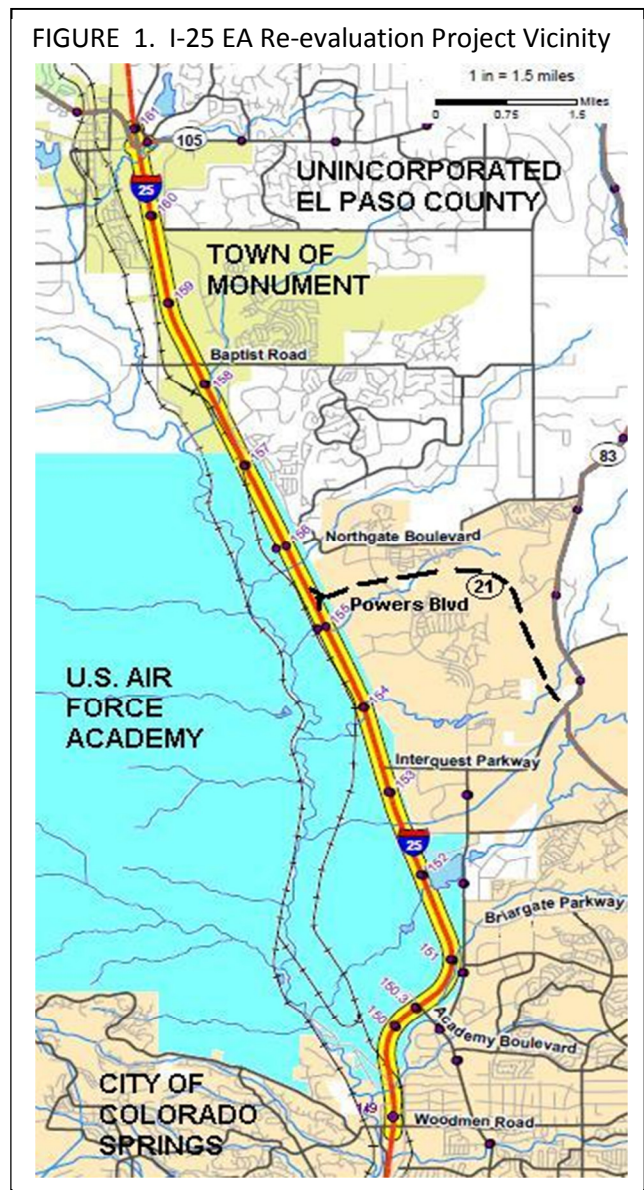 FIGURE 1. I-25 EA Re-evaluation Project Vicinity
1 in = 1.5 miles
Miles
0 0.75 1.5
161
105
UNINCORPORATED
EL PASO COUNTY
25
160
TOWN OF
MONUMENT
159
Baptist Road
158
157
83
156
Northgate Boulevard
21
Powers Blvd
155
U.S. AIR
FORCE
ACADEMY
154
Interquest Parkway
153
25
152
Briargate Parkway
151
150.3
150
Academy Boulevard
CITY OF
COLORADO
SPRINGS
149
Woodmen Road